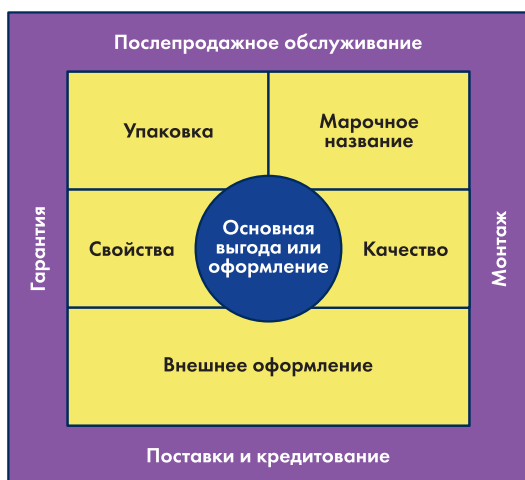 Послепродажное обслуживание
Упаковка
Марочное
название
Гарантия
Свойства
Основная
выгода или
оформление
Качество
Монтаж
Внешнее оформление
Поставки и кредитование